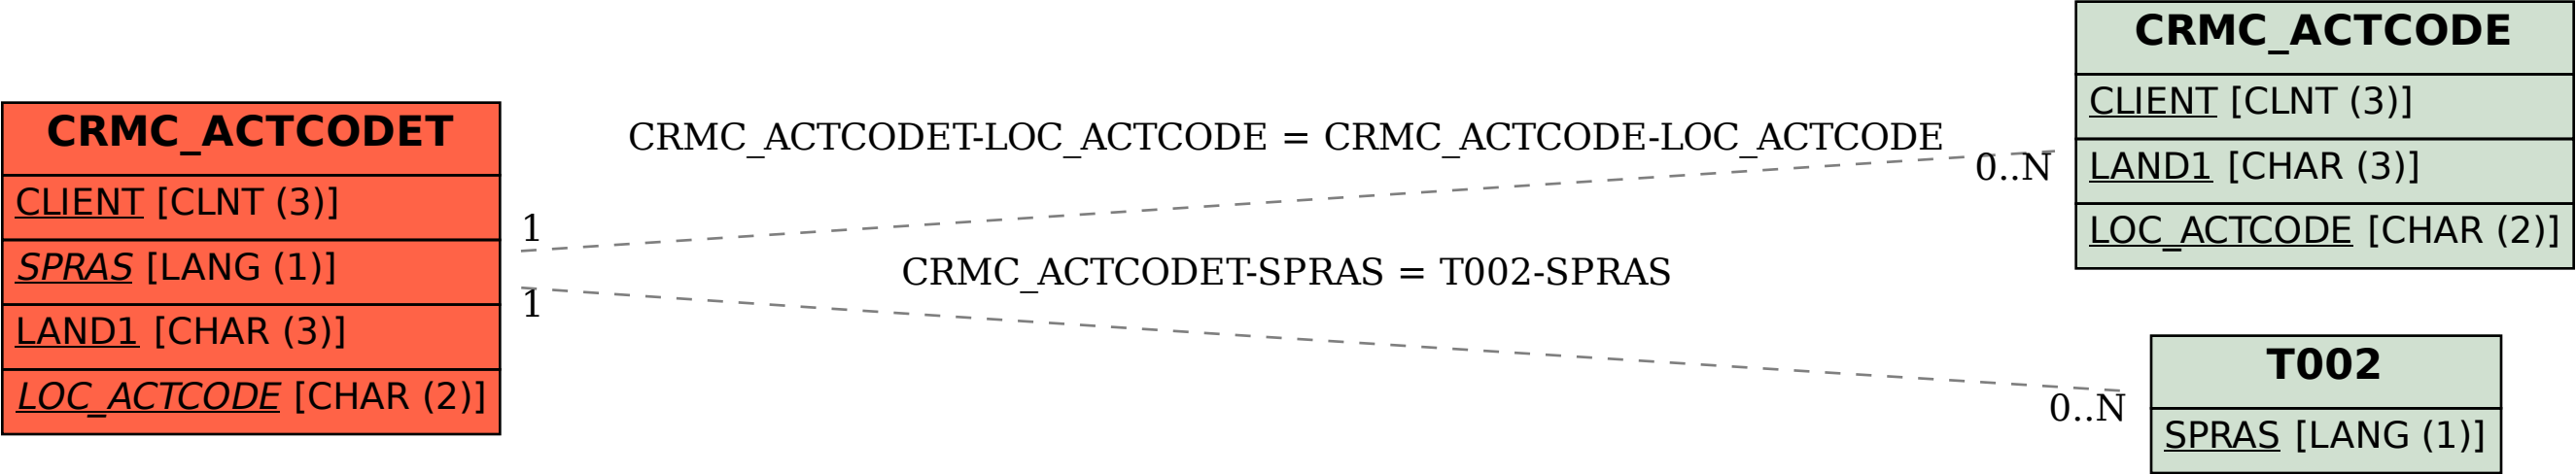 CRMC_ACTCODET
CLIENT [CLNT (3)]
SPRAS [LANG (1)]
LAND1 [CHAR (3)]
LOC_ACTCODE [CHAR (2)]
CRMC_ACTCODET-LOC_ACTCODE = CRMC_ACTCODE-LOC_ACTCODE
0..N
1
CRMC_ACTCODET-SPRAS = T002-SPRAS
1
0..N
CRMC_ACTCODE
CLIENT [CLNT (3)]
LAND1 [CHAR (3)]
LOC_ACTCODE [CHAR (2)]
T002
SPRAS [LANG (1)]